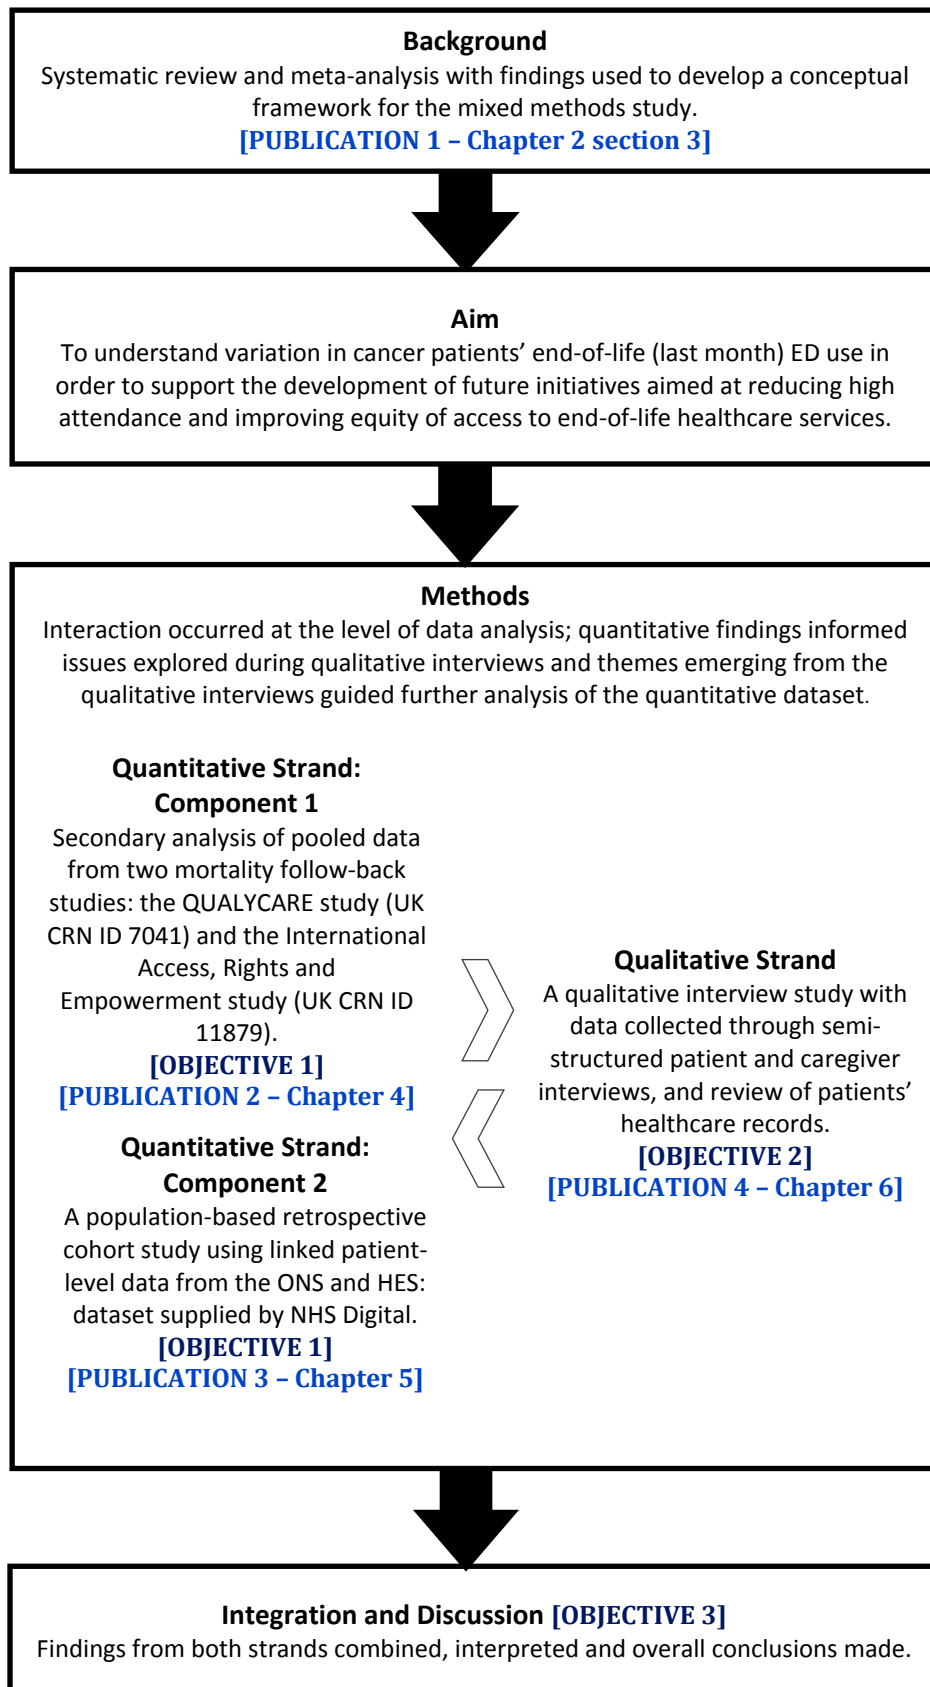 Background
Systematic review and meta-analysis with findings used to develop a conceptual
framework for the mixed methods study.
[PUBLICATION 1 – Chapter 2 section 3]
Aim
To understand variation in cancer patients’ end-of-life (last month) ED use in
order to support the development of future initiatives aimed at reducing high
attendance and improving equity of access to end-of-life healthcare services.
Methods
Interaction occurred at the level of data analysis; quantitative findings informed
issues explored during qualitative interviews and themes emerging from the
qualitative interviews guided further analysis of the quantitative dataset.
Quantitative Strand:
Component 1
Secondary analysis of pooled data
from two mortality follow-back
studies: the QUALYCARE study (UK
CRN ID 7041) and the International
Access, Rights and
Empowerment study (UK CRN ID
11879).
[OBJECTIVE 1]
[PUBLICATION 2 – Chapter 4]
Quantitative Strand:
Component 2
A population-based retrospective
cohort study using linked patient-
level data from the ONS and HES:
dataset supplied by NHS Digital.
[OBJECTIVE 1]
[PUBLICATION 3 – Chapter 5]
Qualitative Strand
A qualitative interview study with
data collected through semi-
structured patient and caregiver
interviews, and review of patients’
healthcare records.
[OBJECTIVE 2]
[PUBLICATION 4 – Chapter 6]
Integration and Discussion [OBJECTIVE 3]
Findings from both strands combined, interpreted and overall conclusions made.